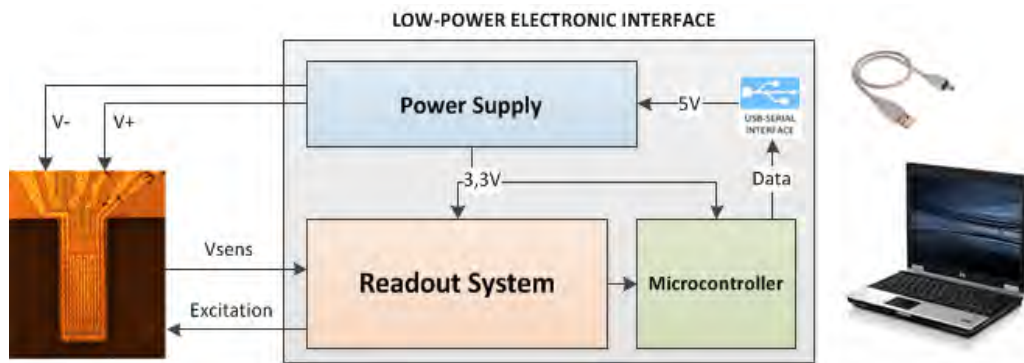 LOW-POWER ELECTRONIC INTERFACE
Power Supply
V-
V+
5V
USB-SERIAL
INTERFACE
3,3V
Data
Vsens
Readout System
Microcontroller
Excitation